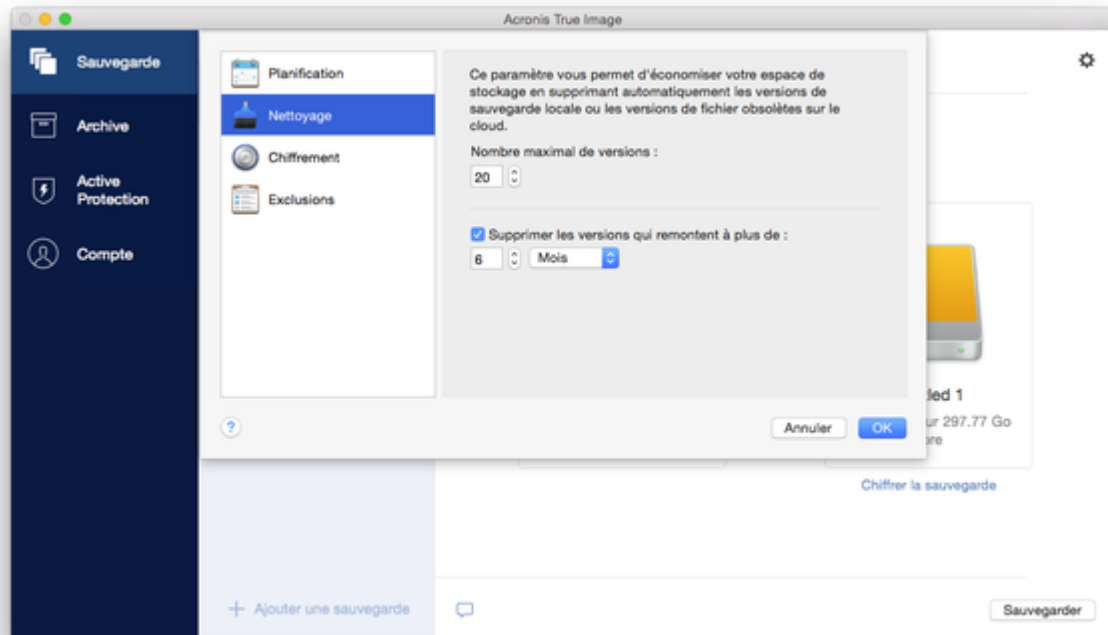 Acronis True Image
Sauvegarde
Archive
Active
Protection
Compte
Planification
Nettoyage
Chiffrement
Exclusions
Ce paramètre vous permet d'économiser votre espace de
stockage en supprimant automatiquement les versions de
sauvegarde locale ou les versions de fichier obsolètes sur le
cloud.
Nombre maximal de versions :
20
Supprimer les versions qui remontent à plus de :
6 Mois
?
Annuler OK
1
297.77 Go
Chiffrer la sauvegarde
+ Ajouter une sauvegarde
Sauvegarder